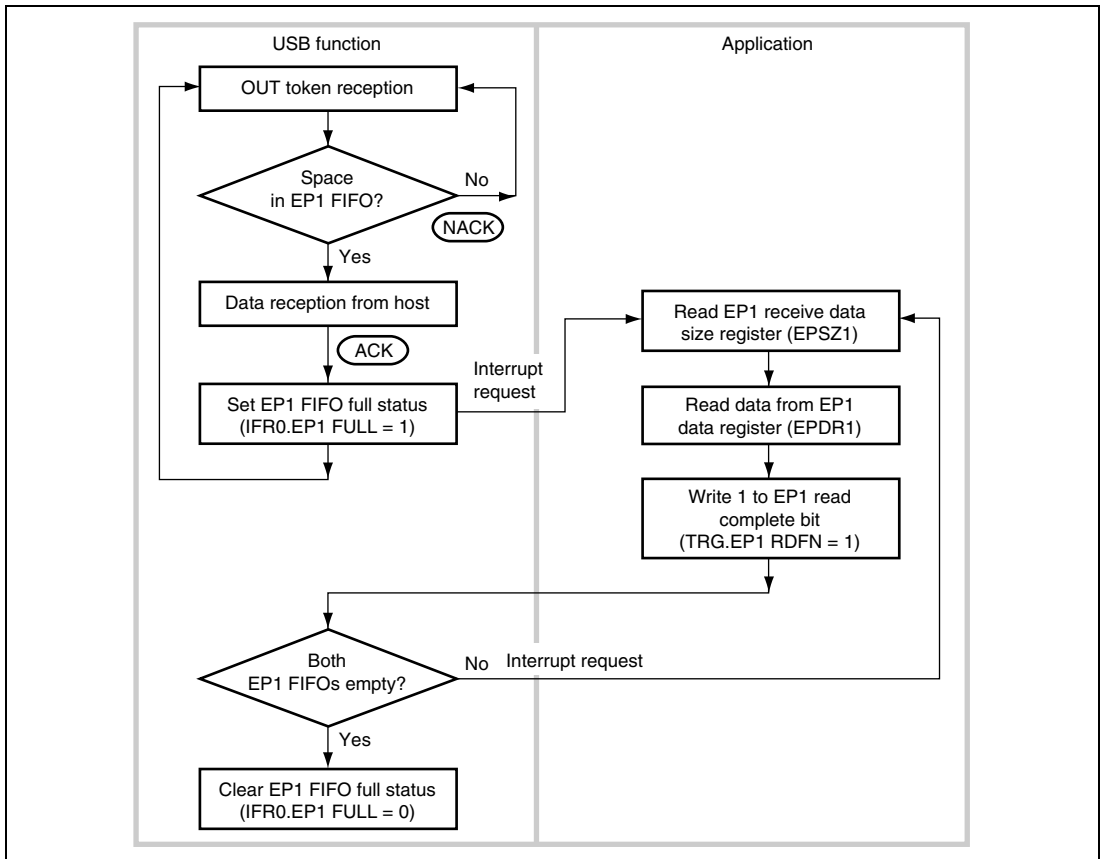 USB function
Application
OUT token reception
Space
in EP1 FIFO?
No
NACK
Yes
Data reception from host
ACK
Set EP1 FIFO full status
(IFR0.EP1 FULL = 1)
Interrupt
request
Read EP1 receive data
size register (EPSZ1)
Read data from EP1
data register (EPDR1)
Write 1 to EP1 read
complete bit
(TRG.EP1 RDFN = 1)
Both
EP1 FIFOs empty?
No Interrupt request
Yes
Clear EP1 FIFO full status
(IFR0.EP1 FULL = 0)